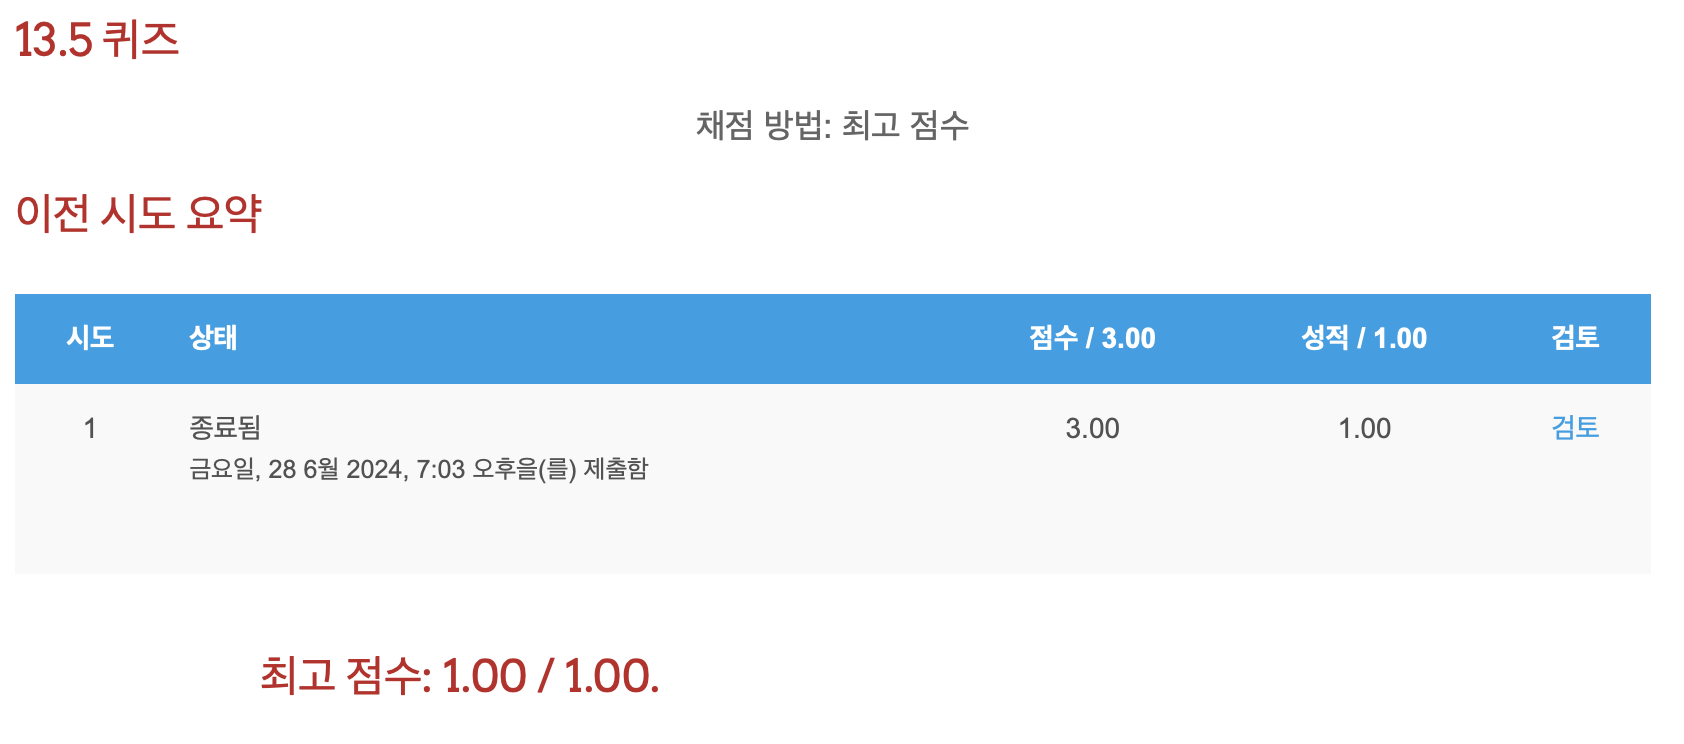 13.5 퀴즈
채점 방법: 최고 점수
이전 시도 요약
시도 상태 점수 / 3.00 성적 / 1.00 검토
1 종료됨 3.00 1.00 검토
금요일, 28 6월 2024, 7:03 오후을(를) 제출함
최고 점수: 1.00 / 1.00.